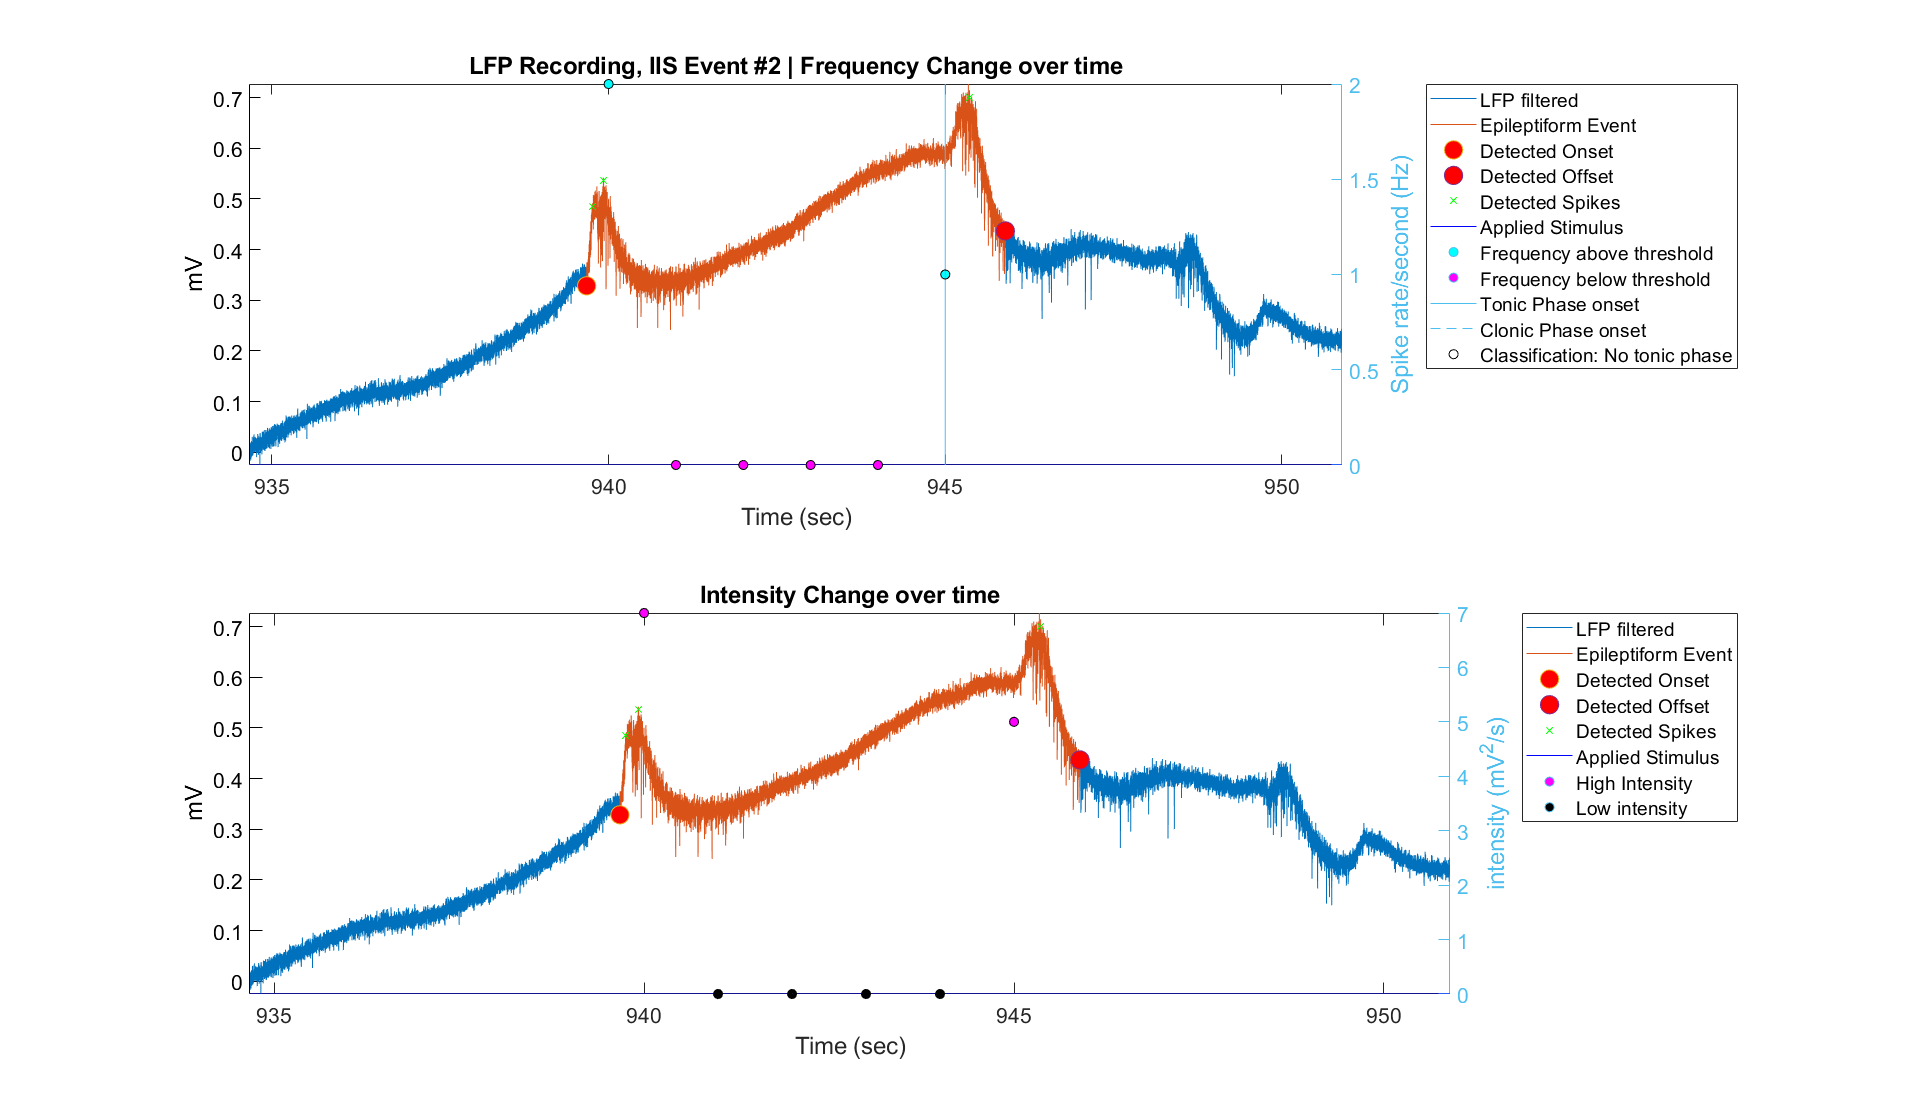 LFP Recording, IIS Event #2 | Frequency Change over time
0.7
0.6
0.5
0.4
0.3
0.2
0.1
0
mV
935
940
945
950
Time (sec)
2
1.5
1
0.5
0
Spike rate/second (Hz)
LFP filtered
Epileptiform Event
Detected Onset
Detected Offset
Detected Spikes
Applied Stimulus
Frequency above threshold
Frequency below threshold
Tonic Phase onset
Clonic Phase onset
Classification: No tonic phase
Intensity Change over time
0.7
0.6
0.5
0.4
0.3
0.2
0.1
0
mV
935
940
945
950
Time (sec)
7
6
5
4
3
2
1
0
intensity (mV²/s)
LFP filtered
Epileptiform Event
Detected Onset
Detected Offset
Detected Spikes
Applied Stimulus
High Intensity
Low intensity